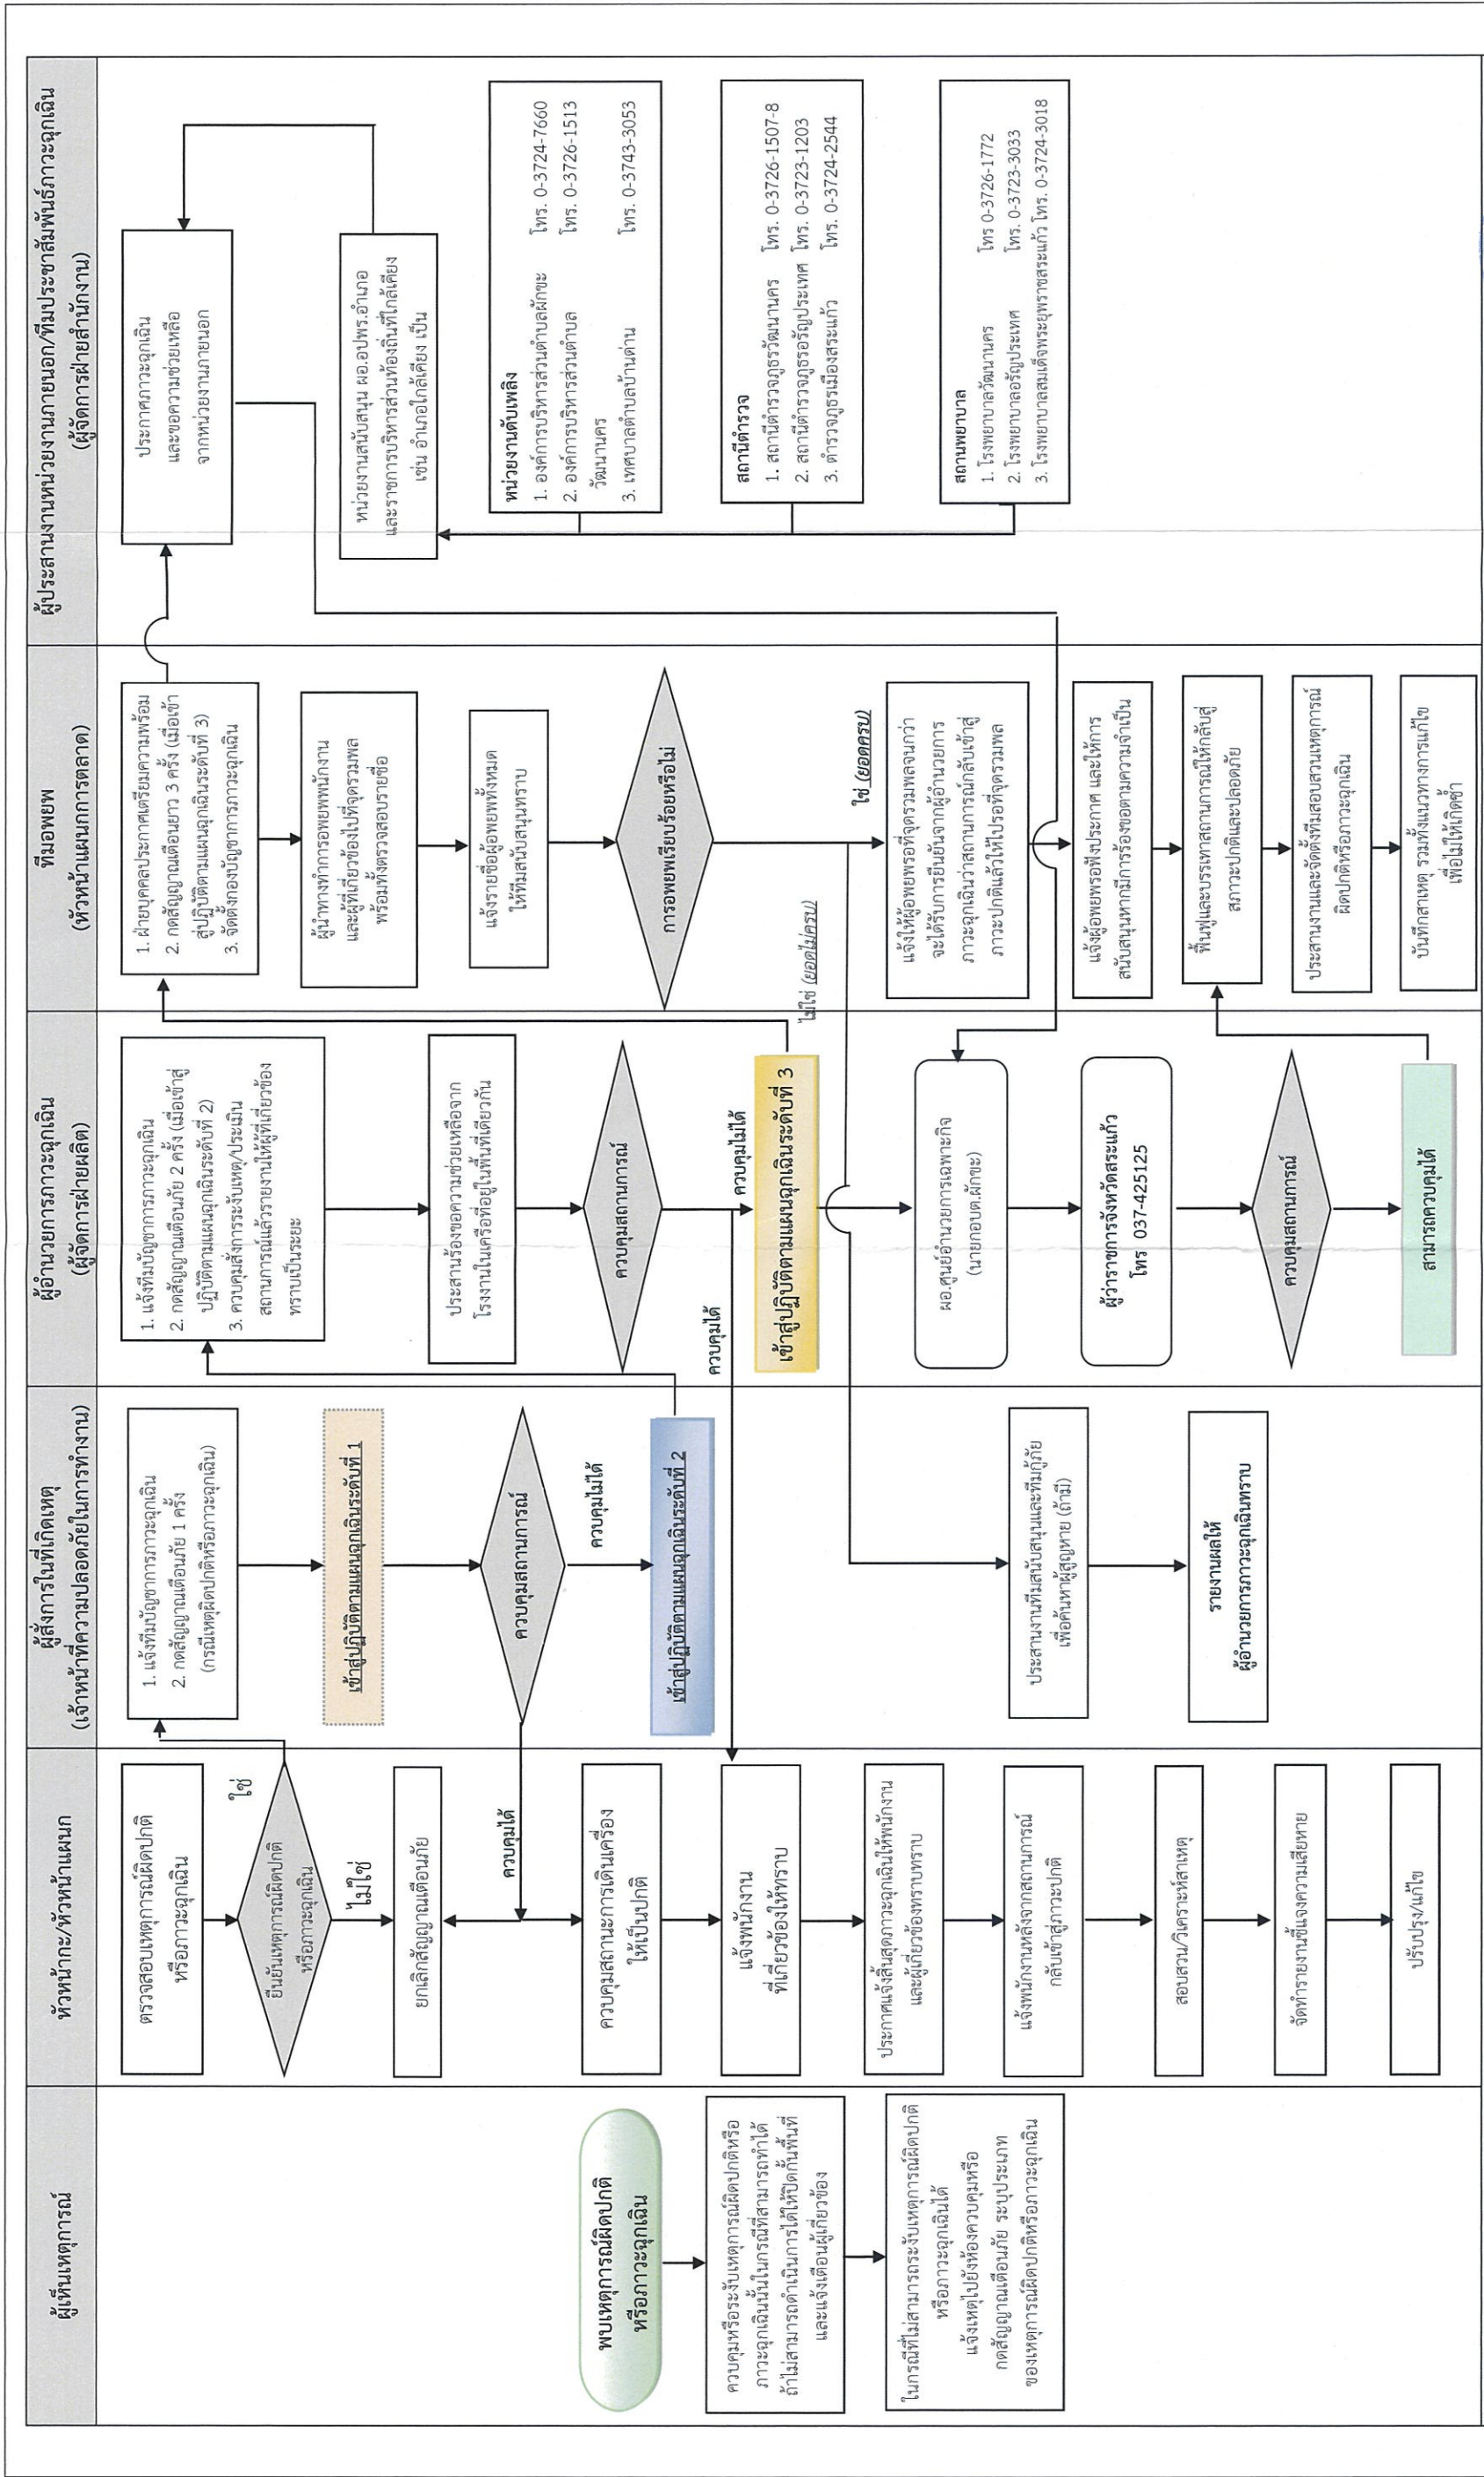 ผู้เห็นเหตุการณ์
พบเหตุการณ์ผิดปกติ
หรือภาวะฉุกเฉิน
ควบคุมหรือระงับเหตุการณ์ผิดปกติหรือ
ภาวะฉุกเฉินนั้นในกรณีที่สามารถทำได้
ถ้าไม่สามารถดำเนินการได้ให้ปิดกั้นพื้นที่
และแจ้งเตือนผู้เกี่ยวข้อง
ในกรณีที่ไม่สามารถระงับเหตุการณ์ผิดปกติ
หรือภาวะฉุกเฉินได้
แจ้งเหตุไปยังห้องควบคุมหรือ
กดสัญญาณเตือนภัย ระบุประเภท
ของเหตุการณ์ผิดปกติหรือภาวะฉุกเฉิน
หัวหน้ากะ/หัวหน้าแผนก
ตรวจสอบเหตุการณ์ผิดปกติ
หรือภาวะฉุกเฉิน
ยืนยันเหตุการณ์ผิดปกติ
หรือภาวะฉุกเฉิน
ใช่
ไม่ใช่
ยกเลิกสัญญาณเตือนภัย
ควบคุมได้
ควบคุมสถานะการเดินเครื่อง
ให้เป็นปกติ
แจ้งพนักงาน
ที่เกี่ยวข้องให้ทราบ
ประกาศแจ้งสิ้นสุดภาวะฉุกเฉินให้พนักงาน
และผู้เกี่ยวข้องทราบทราบ
แจ้งพนักงานหลังจากสถานการณ์
กลับเข้าสู่ภาวะปกติ
สอบสวน/วิเคราะห์สาเหตุ
จัดทำรายงานชี้แจงความเสียหาย
ปรับปรุง/แก้ไข
ผู้สั่งการในที่เกิดเหตุ
(เจ้าหน้าที่ความปลอดภัยในการทำงาน)
1. แจ้งทีมบัญชาการภาวะฉุกเฉิน
2. กดสัญญาณเตือนภัย 1 ครั้ง
(กรณีเหตุผิดปกติหรือภาวะฉุกเฉิน)
เข้าสู่ปฏิบัติตามแผนฉุกเฉินระดับที่ 1
ควบคุมสถานการณ์
ควบคุมไม่ได้
เข้าสู่ปฏิบัติตามแผนฉุกเฉินระดับที่ 2
ประสานงานทีมสนับสนุนและทีมกู้ภัย
เพื่อค้นหาผู้สูญหาย (ถ้ามี)
รายงานผลให้
ผู้อำนวยการภาวะฉุกเฉินทราบ
ผู้อำนวยการภาวะฉุกเฉิน
(ผู้จัดการฝ่ายผลิต)
1. แจ้งทีมบัญชาการภาวะฉุกเฉิน
2. กดสัญญาณเตือนภัย 2 ครั้ง (เมื่อเข้าสู่
ปฏิบัติตามแผนฉุกเฉินระดับที่ 2)
3. ควบคุมสั่งการระงับเหตุ/ประเมิน
สถานการณ์แล้วรายงานให้ผู้ที่เกี่ยวข้อง
ทราบเป็นระยะ
ประสานร้องขอความช่วยเหลือจาก
โรงงานในเครือที่อยู่ในพื้นที่เดียวกัน
ควบคุมสถานการณ์
ควบคุมได้
ควบคุมไม่ได้
เข้าสู่ปฏิบัติตามแผนฉุกเฉินระดับที่ 3
ผอ.ศูนย์อำนวยการเฉพาะกิจ
(นายกอบต.ผักขะ)
ผู้ว่าราชการจังหวัดสระแก้ว
โทร 037-425125
ควบคุมสถานการณ์
สามารถควบคุมได้
ทีมอพยพ
(หัวหน้าแผนกการตลาด)
1. ฝ่ายบุคคลประกาศเตรียมความพร้อม
2. กดสัญญาณเตือนยาว 3 ครั้ง (เมื่อเข้า
สู่ปฏิบัติตามแผนฉุกเฉินระดับที่ 3)
3. จัดตั้งกองบัญชาการภาวะฉุกเฉิน
ผู้นำทางทำการอพยพพนักงาน
และผู้ที่เกี่ยวข้องไปที่จุดรวมพล
พร้อมทั้งตรวจสอบรายชื่อ
แจ้งรายชื่อผู้อพยพทั้งหมด
ให้ทีมสนับสนุนทราบ
การอพยพเรียบร้อยหรือไม่
ไม่ใช่ (ยอดไม่ครบ)
ใช่ (ยอดครบ)
แจ้งให้ผู้อพยพรอที่จุดรวมพลจนกว่า
จะได้รับการยืนยันจากผู้อำนวยการ
ภาวะฉุกเฉินว่าสถานการณ์กลับเข้าสู่
ภาวะปกติแล้วให้ไปรอที่จุดรวมพล
แจ้งผู้อพยพรอฟังประกาศ และให้การ
สนับสนุนหากมีการร้องขอตามความจำเป็น
ฟื้นฟูและบรรเทาสถานการณ์ให้กลับสู่
สภาวะปกติและปลอดภัย
ประสานงานและจัดตั้งทีมสอบสวนเหตุการณ์
ผิดปกติหรือภาวะฉุกเฉิน
บันทึกสาเหตุ รวมทั้งแนวทางการแก้ไข
เพื่อไม่ให้เกิดซ้ำ
ผู้ประสานงานหน่วยงานภายนอก/ทีมประชาสัมพันธ์ภาวะฉุกเฉิน
(ผู้จัดการฝ่ายสำนักงาน)
ประกาศภาวะฉุกเฉิน
และขอความช่วยเหลือ
จากหน่วยงานภายนอก
หน่วยงานสนับสนุน ผอ.อปพร.อำเภอ
และราชการบริหารส่วนท้องถิ่นที่ใกล้เคียง
เช่น อำเภอใกล้เคียง เป็น
หน่วยงานดับเพลิง
1. องค์การบริหารส่วนตำบลผักขะ โทร. 0-3724-7660
2. องค์การบริหารส่วนตำบล โทร. 0-3726-1513
วัฒนานคร
3. เทศบาลตำบลบ้านด่าน โทร. 0-3743-3053
สถานีตำรวจ
1. สถานีตำรวจภูธรวัฒนานคร โทร. 0-3726-1507-8
2. สถานีตำรวจภูธรอรัญประเทศ โทร. 0-3723-1203
3. ตำรวจภูธรเมืองสระแก้ว โทร. 0-3724-2544
สถานพยาบาล
1. โรงพยาบาลวัฒนานคร โทร 0-3726-1772
2. โรงพยาบาลอรัญประเทศ โทร. 0-3723-3033
3. โรงพยาบาลสมเด็จพระยุพราชสระแก้ว โทร. 0-3724-3018